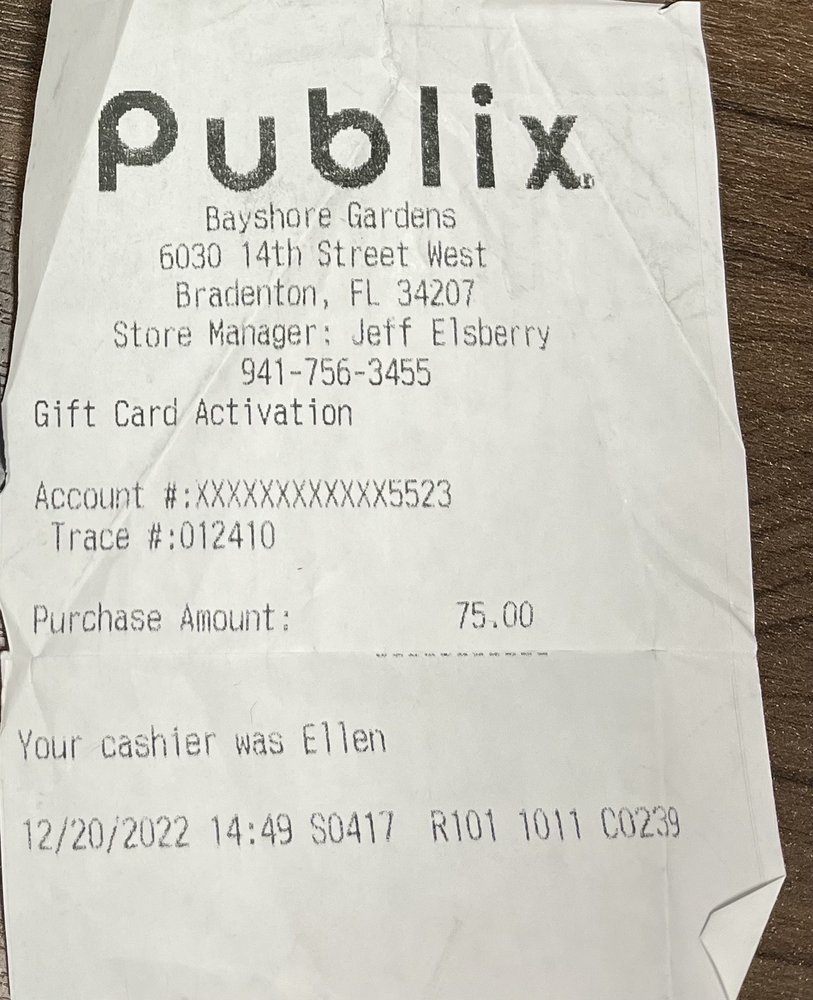 Publix
Bayshore Gardens
6030 14th Street West
Bradenton, FL 34207
Store Manager: Jeff Elsberry
941-756-3455
Gift Card Activation
Account #:XXXXXXXXXXXX5523
Trace #:012410
Purchase Amount: 75.00
Your cashier was Ellen
12/20/2022 14:49 S0417 R101 1011 C0239